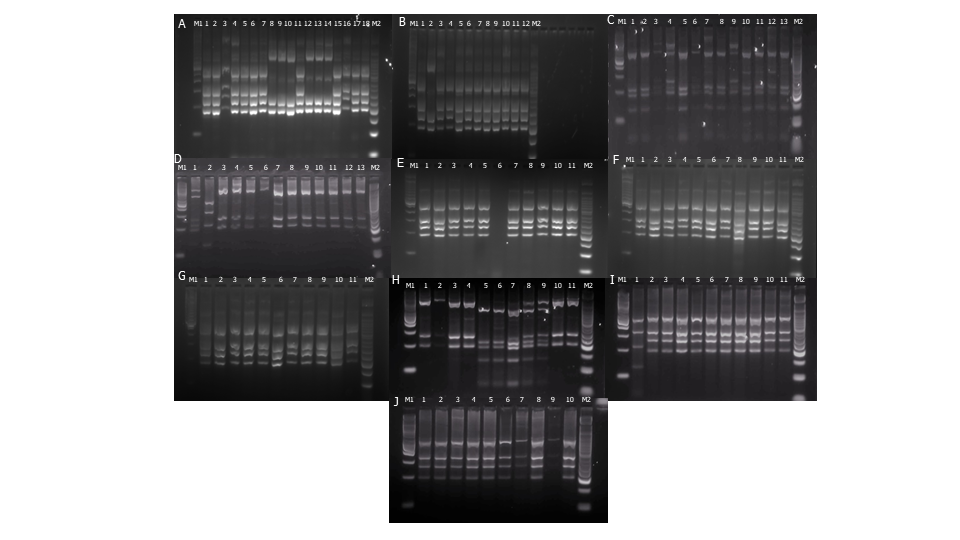 A M1 1 2 3 4 5 6 7 8 9 10 11 12 13 14 15 16 17 18 M2
B M1 1 2 3 4 5 6 7 8 9 10 11 12 M2
C M1 1 2 3 4 5 6 7 8 9 10 11 12 13 M2
D M1 1 2 3 4 5 6 7 8 9 10 11 12 13 M2
E M1 1 2 3 4 5 6 7 8 9 10 11 M2
F M1 1 2 3 4 5 6 7 8 9 10 11 M2
G M1 1 2 3 4 5 6 7 8 9 10 11 M2
H M1 1 2 3 4 5 6 7 8 9 10 11 M2
I M1 1 2 3 4 5 6 7 8 9 10 11 M2
J M1 1 2 3 4 5 6 7 8 9 10 M2